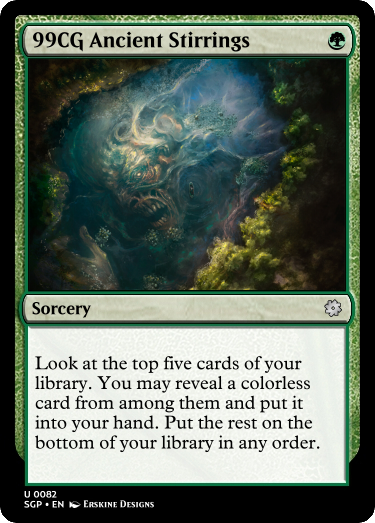 99CG Ancient Stirrings
Sorcery
Look at the top five cards of your
library. You may reveal a colorless
card from among them and put it
into your hand. Put the rest on the
bottom of your library in any order.
U 0082
SGP • EN Erskine Designs